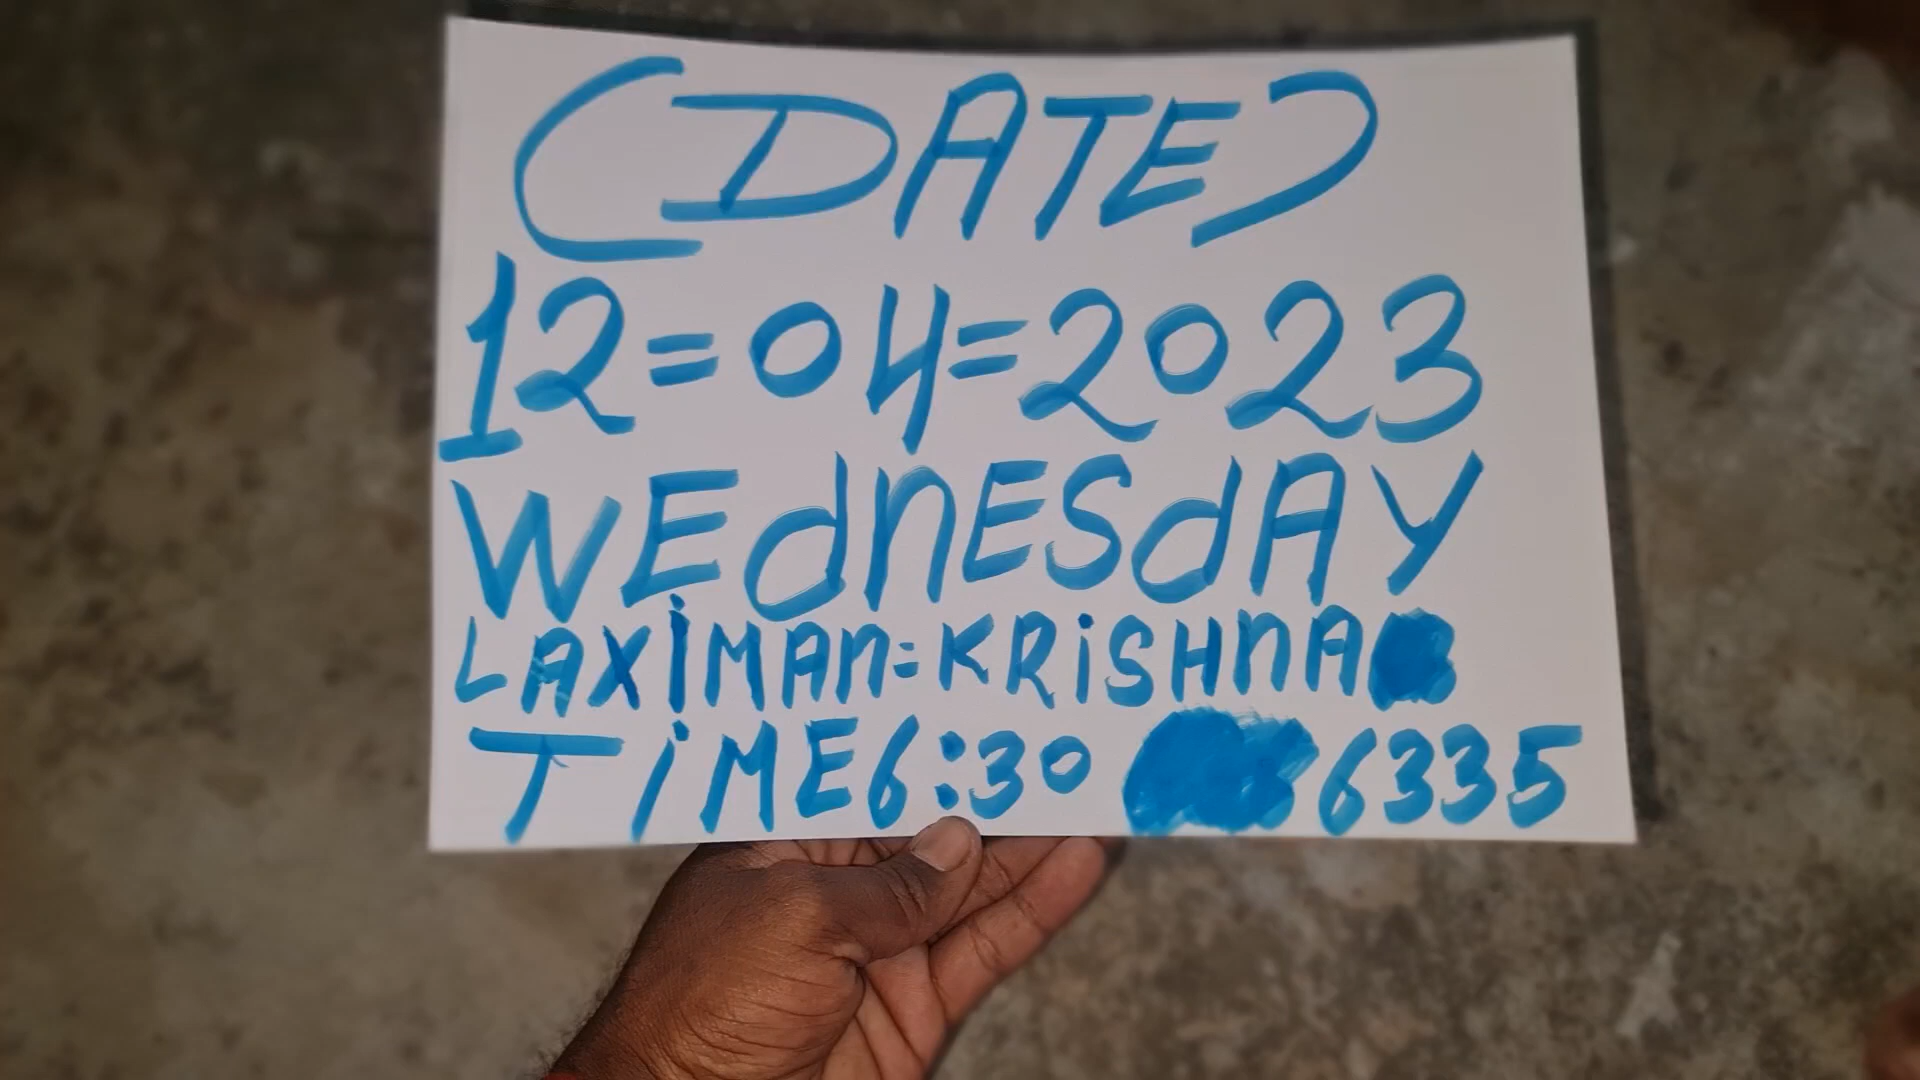 (DATE)
12=04=2023
WEdnESdAY
LAXiMAn=KRiSHnA
TiME6:30 6335